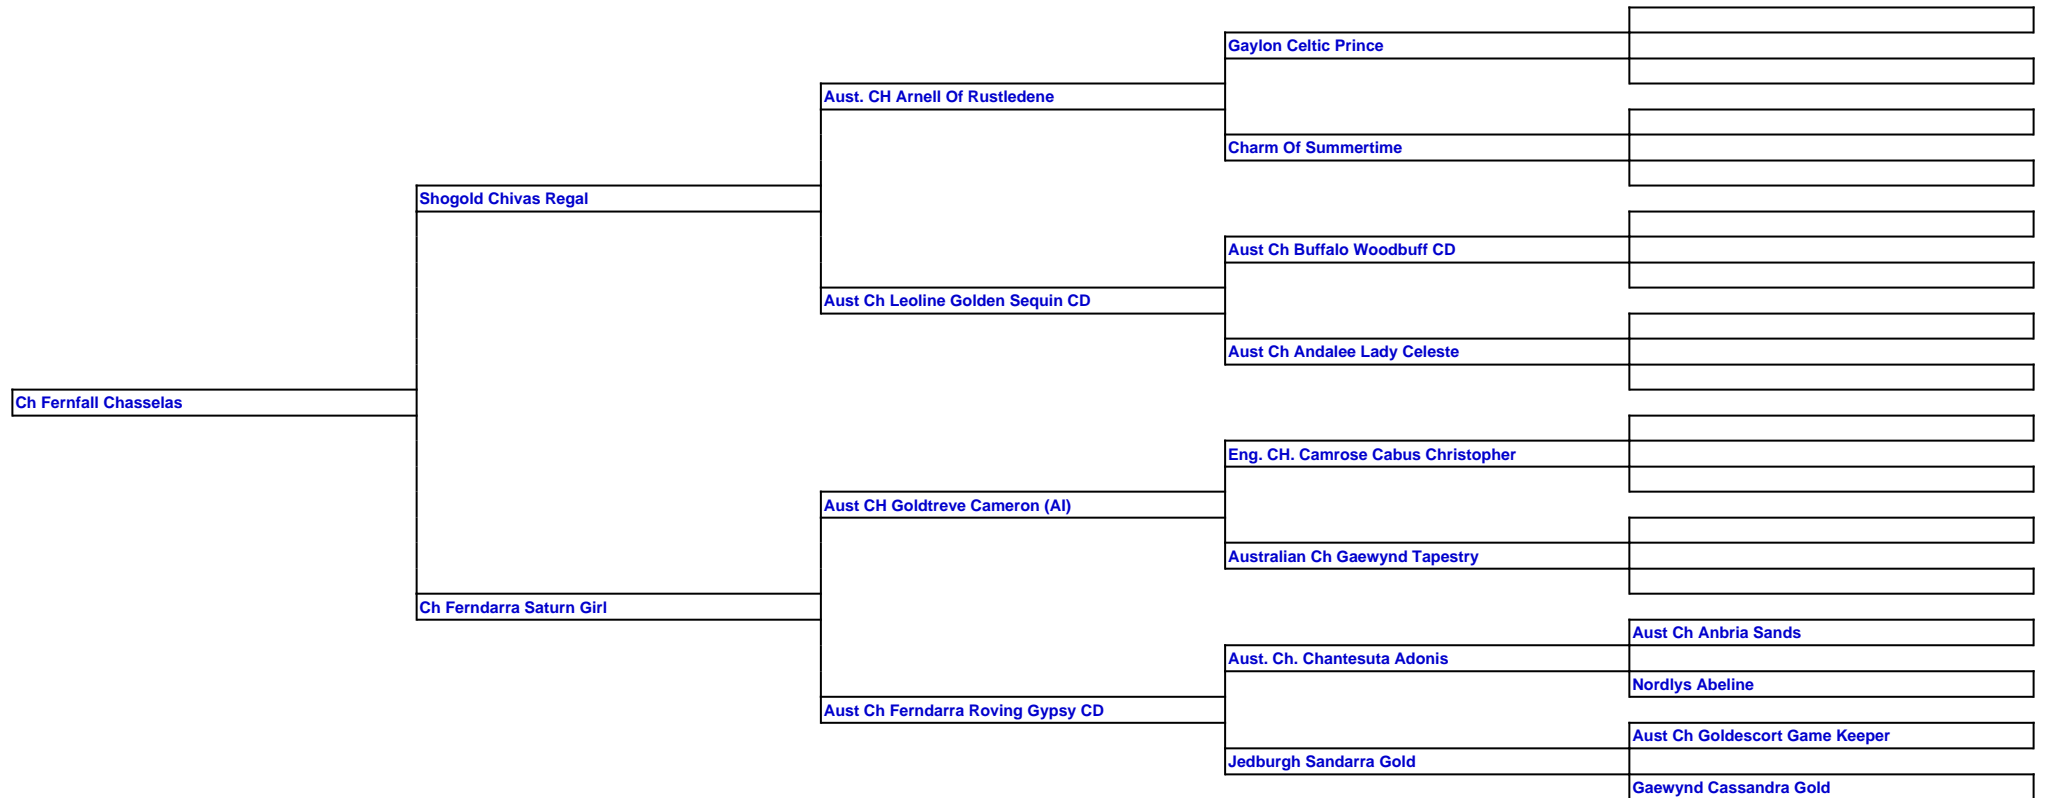 Gaylon Celtic Prince
Aust. CH Arnell Of Rustledene
Charm Of Summertime
Shogold Chivas Regal
Aust Ch Buffalo Woodbuff CD
Aust Ch Leoline Golden Sequin CD
Aust Ch Andalee Lady Celeste
Ch Fernfall Chasselas
Eng. CH. Camrose Cabus Christopher
Aust CH Goldtreve Cameron (AI)
Australian Ch Gaewynd Tapestry
Ch Ferndarra Saturn Girl
Aust Ch Anbria Sands
Aust. Ch. Chantesuta Adonis
Nordlys Abeline
Aust Ch Ferndarra Roving Gypsy CD
Aust Ch Goldescort Game Keeper
Jedburgh Sandarra Gold
Gaewynd Cassandra Gold